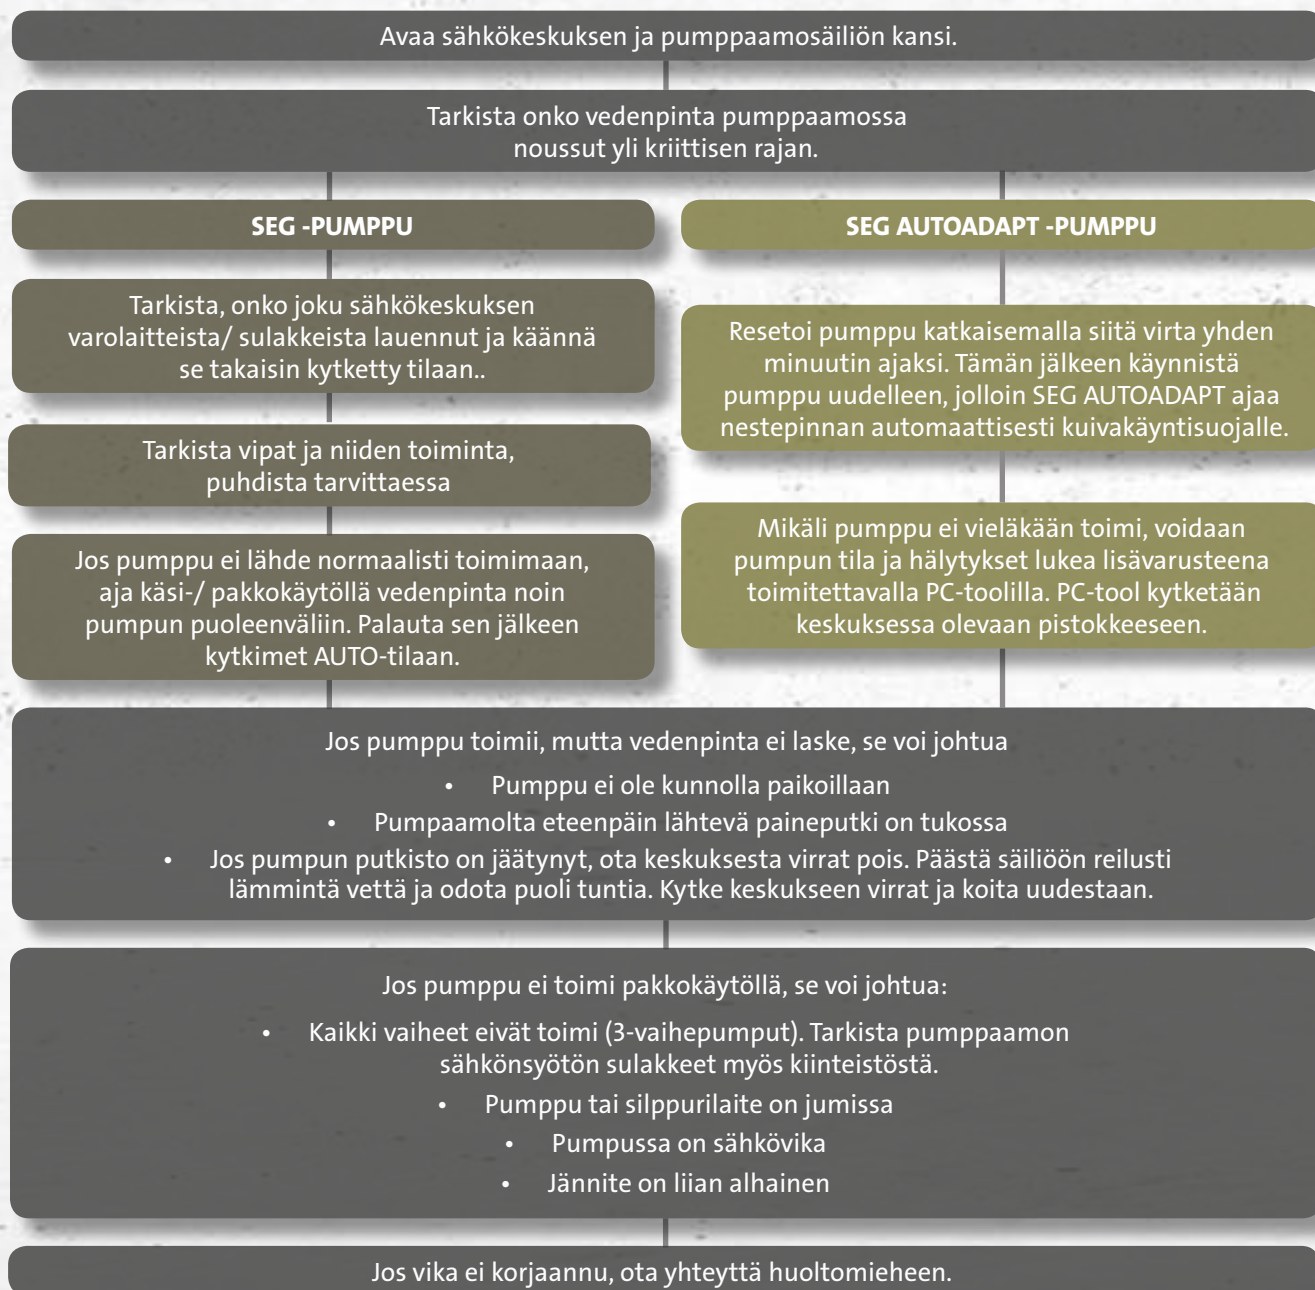 Avaa sähkökeskuksen ja pumppaamosäiliön kansi.
Tarkista onko vedenpinta pumppaamossa
noussut yli kriittisen rajan.
SEG -PUMPPU
Tarkista, onko joku sähkökeskuksen
varolaitteista/ sulakkeista lauennut ja käännä
se takaisin kytketty tilaan..
Tarkista vipat ja niiden toiminta,
puhdista tarvittaessa
Jos pumppu ei lähde normaalisti toimimaan,
aja käsi-/ pakkokäytöllä vedenpinta noin
pumpun puoleenväliin. Palauta sen jälkeen
kytkimet AUTO-tilaan.
SEG AUTOADAPT -PUMPPU
Resetoi pumppu katkaisemalla siitä virta yhden
minuutin ajaksi. Tämän jälkeen käynnistä
pumppu uudelleen, jolloin SEG AUTOADAPT ajaa
nestepinnan automaattisesti kuivakäyntisuojalle.
Mikäli pumppu ei vieläkään toimi, voidaan
pumpun tila ja hälytykset lukea lisävarusteena
toimitettavalla PC-toolilla. PC-tool kytketään
keskuksessa olevaan pistokkeeseen.
Jos pumppu toimii, mutta vedenpinta ei laske, se voi johtua
• Pumppu ei ole kunnolla paikoillaan
• Pumpaamolta eteenpäin lähtevä paineputki on tukossa
• Jos pumpun putkisto on jäätynyt, ota keskuksesta virrat pois. Päästä säiliöön reilusti
lämmintä vettä ja odota puoli tuntia. Kytke keskukseen virrat ja koita uudestaan.
Jos pumppu ei toimi pakkokäytöllä, se voi johtua:
• Kaikki vaiheet eivät toimi (3-vaihepumput). Tarkista pumppaamon
sähkönsyötön sulakkeet myös kiinteistöstä.
• Pumppu tai silppurilaite on jumissa
• Pumpussa on sähkövika
• Jännite on liian alhainen
Jos vika ei korjaannu, ota yhteyttä huoltomieheen.